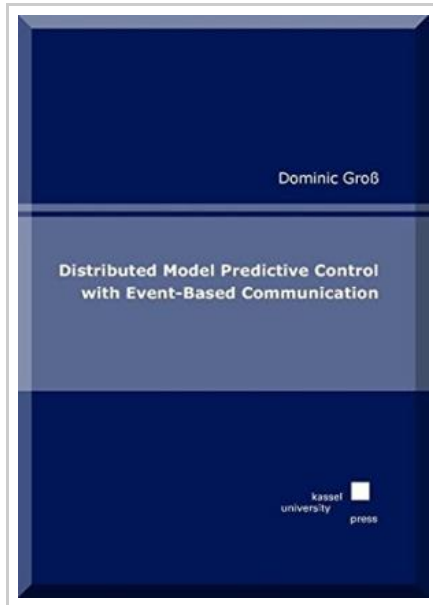 Dominic Groß
Distributed Model Predictive Control
with Event-Based Communication
kassel
university
press